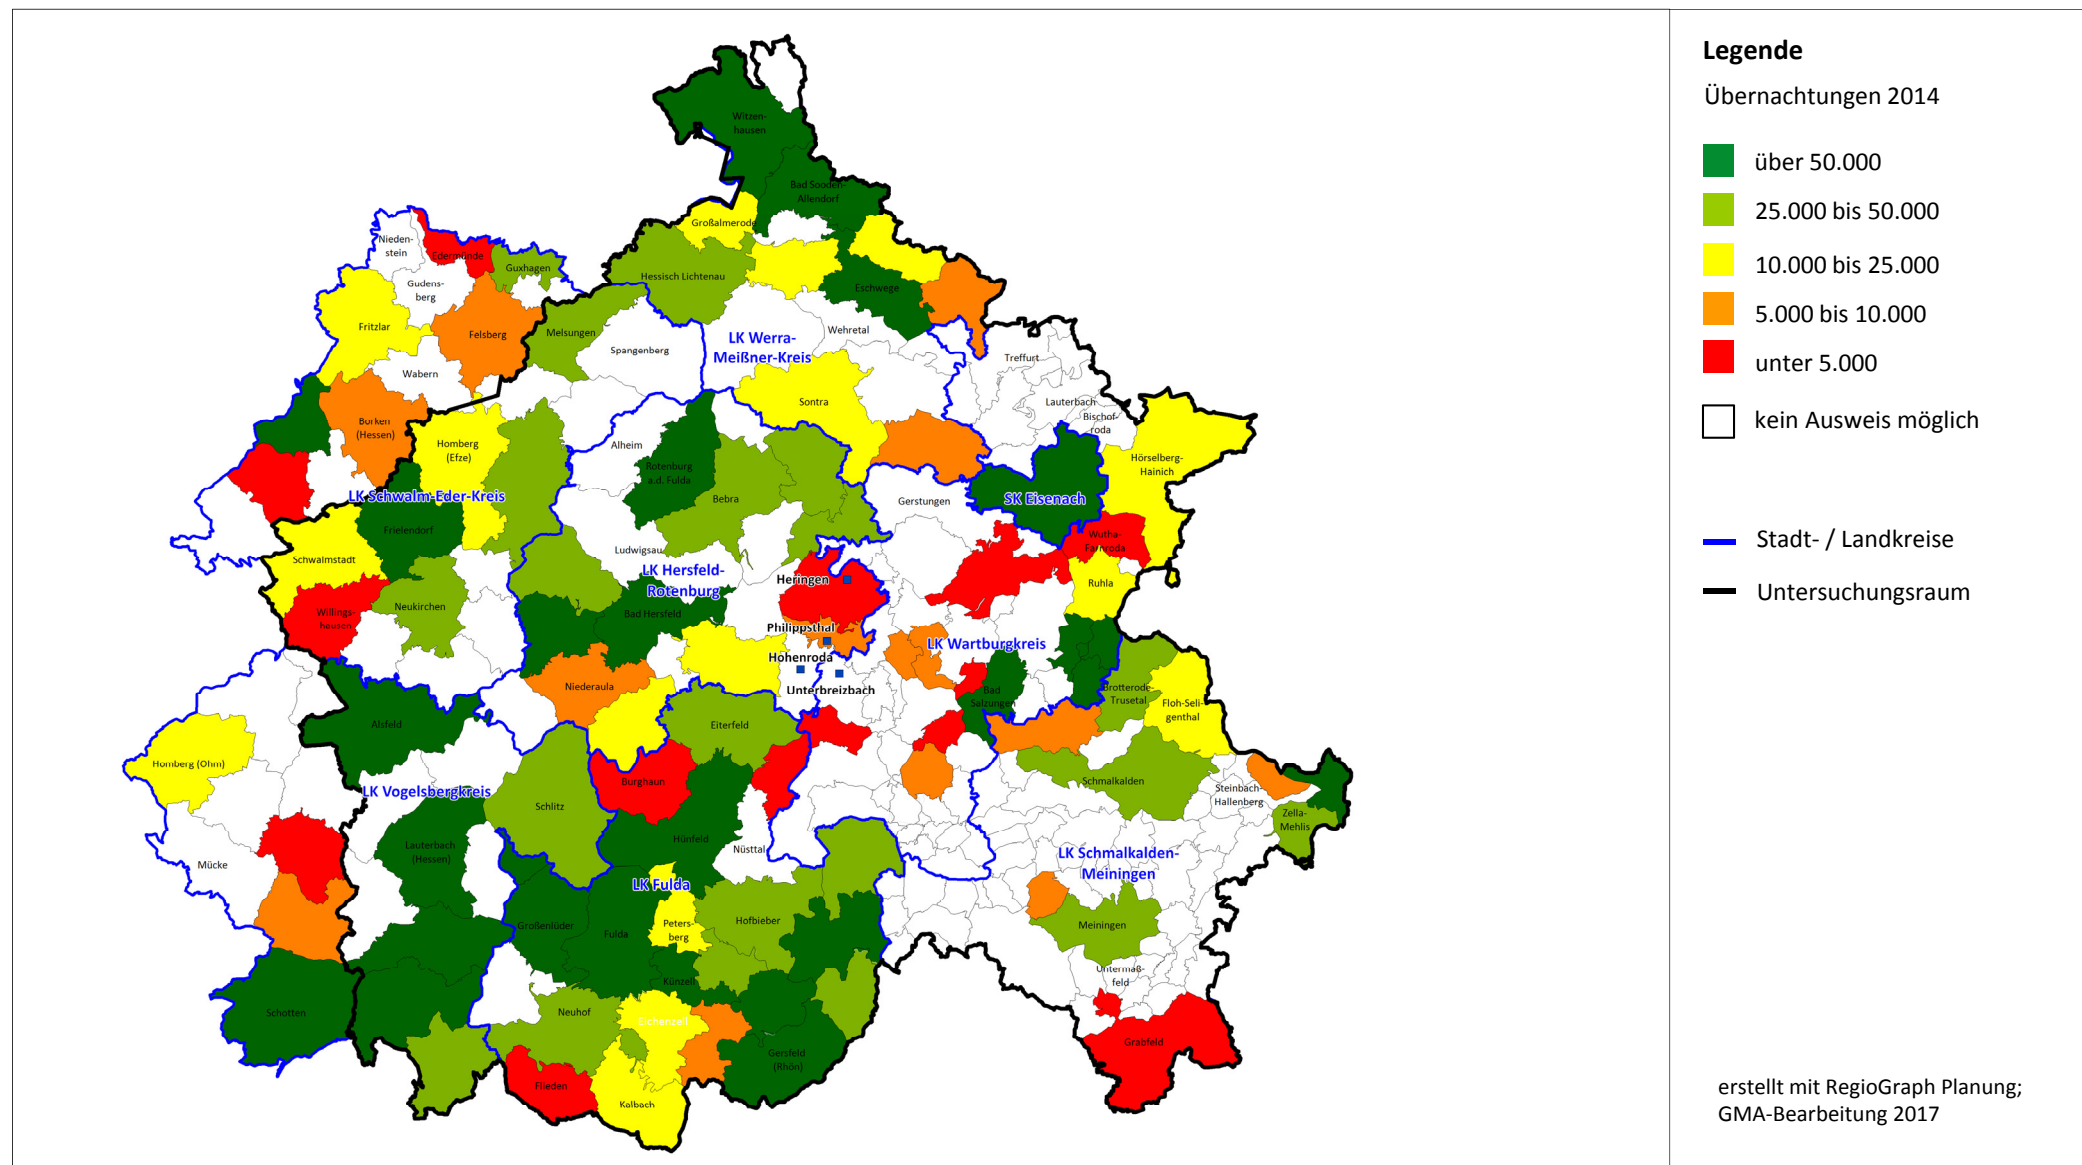 Witzen-
hausen
Bad Sooden-
Allendorf
Großalmerode
Nieden-
stein
Edermünde
Guxhagen
Hessisch Lichtenau
Gudens-
berg
Eschwege
Fritzlar
Felsberg
Melsungen
Wehretal
LK Werra-
Meißner-Kreis
Spangenberg
Treffurt
Wabern
Sontra
Lauterbach
Bischof-
roda
Borken
(Hessen)
Homberg
(Efze)
Alheim
Hörselberg-
Hainich
Rotenburg
a.d. Fulda
Bebra
LK Schwalm-Eder-Kreis
Gerstungen
SK Eisenach
Frielendorf
Wutha-
Farnroda
Schwalmstadt
Ludwigsau
LK Hersfeld-
Rotenburg
Heringen
Ruhla
Neukirchen
Willings-
hausen
Bad Hersfeld
Philippsthal
LK Wartburgkreis
Hohenroda
Niederaula
Unterbreizbach
Bad
Salzungen
Brotterode-
Trusetal
Floh-Seli-
genthal
Alsfeld
Eiterfeld
Homberg (Ohm)
Burghaun
Schmalkalden
Steinbach-
Hallenberg
LK Vogelsbergkreis
Schlitz
Zella-
Mehlis
Lauterbach
(Hessen)
Hünfeld
Nüsttal
Mücke
LK Schmalkalden-
Meiningen
LK Fulda
Großenlüder
Fulda
Peters-
berg
Hofbieber
Meiningen
Künzell
Untermaß-
feld
Schotten
Neuhof
Eichenzell
Gersfeld
(Rhön)
Grabfeld
Flieden
Kalbach
Legende
Übernachtungen 2014
über 50.000
25.000 bis 50.000
10.000 bis 25.000
5.000 bis 10.000
unter 5.000
kein Ausweis möglich
Stadt- / Landkreise
Untersuchungsraum
erstellt mit RegioGraph Planung;
GMA-Bearbeitung 2017